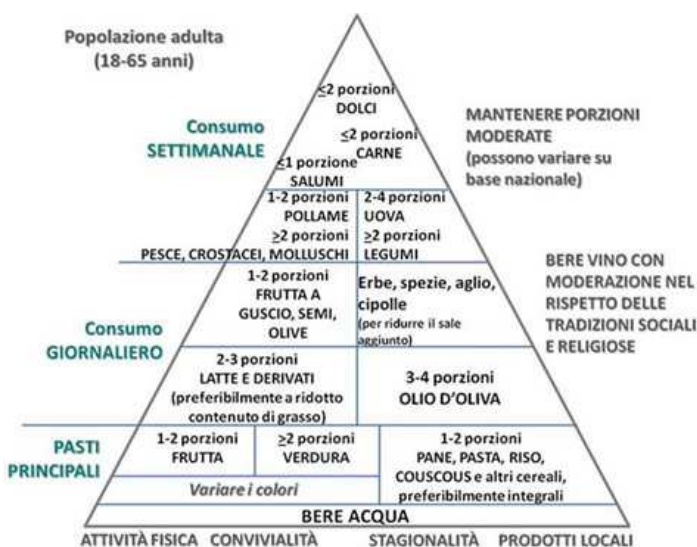 Popolazione adulta
(18-65 anni)
≤2 porzioni
DOLCI
Consumo
SETTIMANALE
≤2 porzioni
CARNE
≤1 porzione
SALUMI
MANTENERE PORZIONI
MODERATE
(possono variare su
base nazionale)
1-2 porzioni
POLLAME
≥2 porzioni
PESCE, CROSTACEI, MOLLUSCHI
2-4 porzioni
UOVA
≥2 porzioni
LEGUMI
BERE VINO CON
MODERAZIONE NEL
RISPETTO DELLE
TRADIZIONI SOCIALI
E RELIGIOSE
Consumo
GIORNALIERO
1-2 porzioni
FRUTTA A
GUSCIO, SEMI,
OLIVE
Erbe, spezie, aglio,
cipolle
(per ridurre il sale
aggiunto)
2-3 porzioni
LATTE E DERIVATI
(preferibilmente a ridotto
contenuto di grasso)
3-4 porzioni
OLIO D'OLIVA
PASTI
PRINCIPALI
1-2 porzioni
FRUTTA
≥2 porzioni
VERDURA
Variare i colori
1-2 porzioni
PANE, PASTA, RISO,
COUSCOUS e altri cereali,
preferibilmente integrali
BERE ACQUA
ATTIVITÀ FISICA CONVIVIALITÀ STAGIONALITÀ PRODOTTI LOCALI